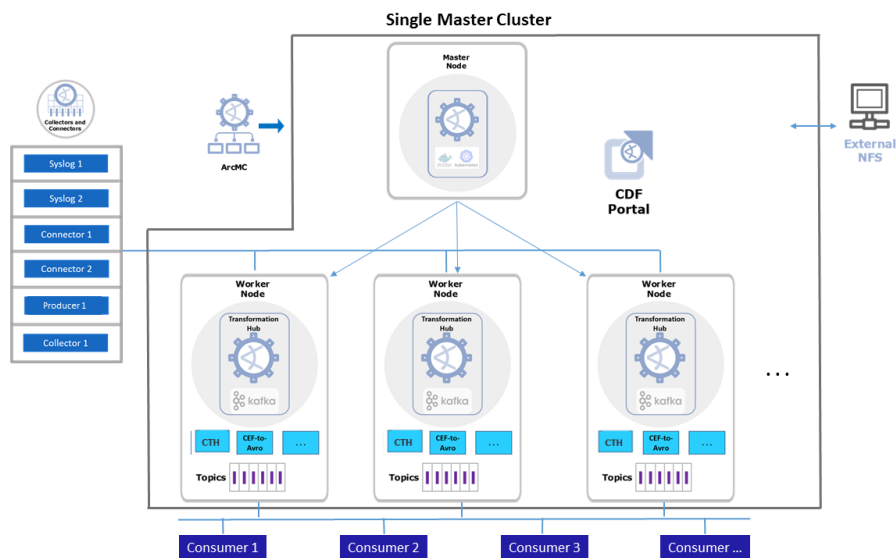 Single Master Cluster
Master
Node
docker kubernetes
Collecters and
Connectors
ArcMC
External
NFS
CDF
Portal
Syslog 1
Syslog 2
Connector 1
Connector 2
Producer 1
Collector 1
Worker
Node
Transformation
Hub
kafka
CTH
CEF-to-
Avro
...
Topics
Worker
Node
Transformation
Hub
kafka
CTH
CEF-to-
Avro
...
Topics
Worker
Node
Transformation
Hub
kafka
CTH
CEF-to-
Avro
...
Topics
...
Consumer 1
Consumer 2
Consumer 3
Consumer ...